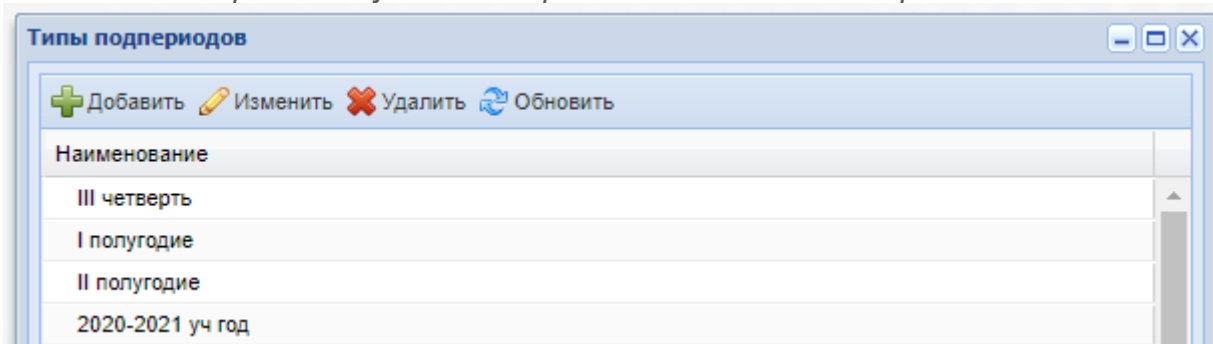 Типы подпериодов
Добавить Изменить Удалить Обновить
Наименование
III четверть
I полугодие
II полугодие
2020-2021 уч год